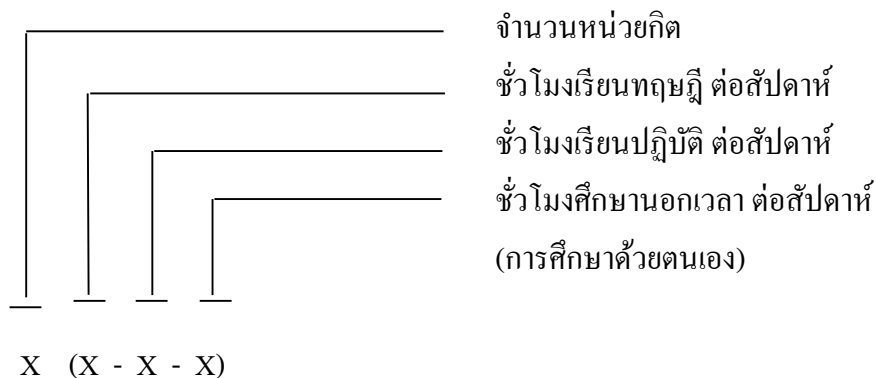 จำนวนหน่วยกิต
ชั่วโมงเรียนทฤษฎี ต่อสัปดาห์
ชั่วโมงเรียนปฏิบัติ ต่อสัปดาห์
ชั่วโมงศึกษานอกเวลา ต่อสัปดาห์
(การศึกษาด้วยตนเอง)
X (X - X - X)